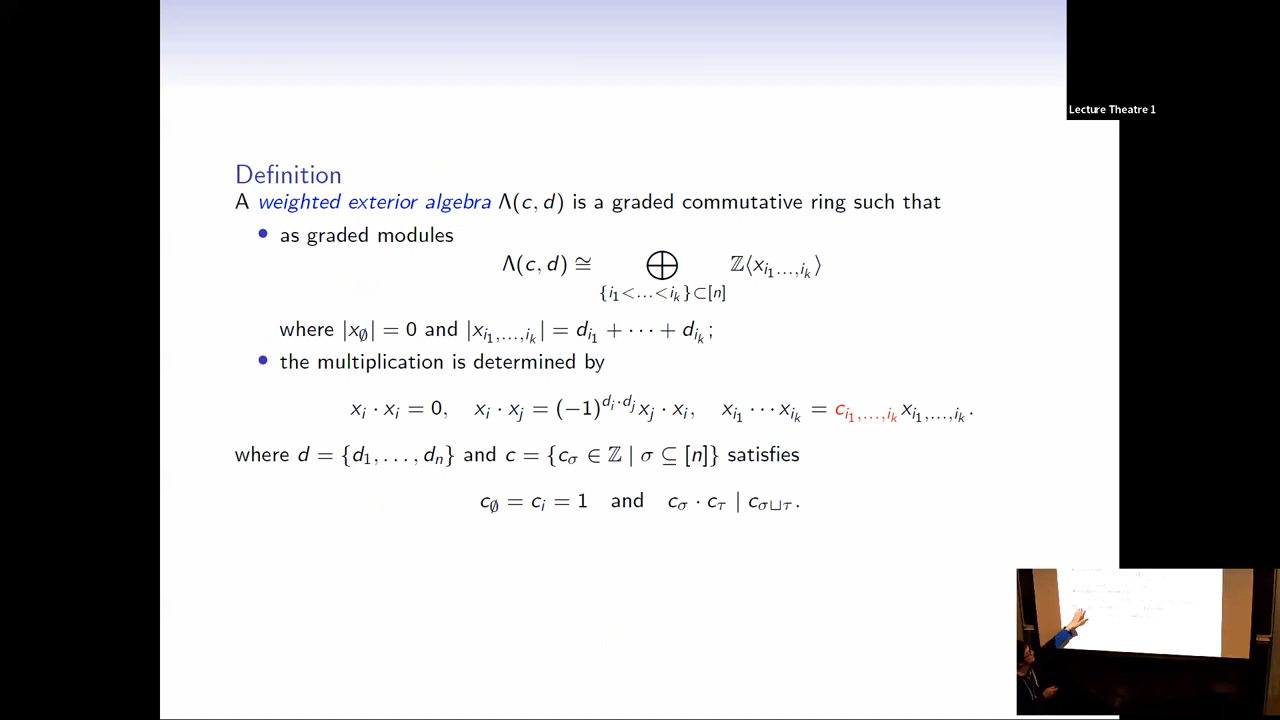 Lecture Theatre 1
Definition
A weighted exterior algebra Λ(c, d) is a graded commutative ring such that
• as graded modules
Λ(c, d) ≅ ⨁_{{i_1<...<i_k}⊂[n]} ℤ⟨x_{i_1...,i_k}⟩
where |x_∅| = 0 and |x_{i_1,...,i_k}| = d_{i_1} + ⋯ + d_{i_k};
• the multiplication is determined by
x_i · x_i = 0, x_i · x_j = (−1)^{d_i·d_j} x_j · x_i, x_{i_1} ⋯ x_{i_k} = c_{i_1,...,i_k} x_{i_1,...,i_k}.
where d = {d_1, . . . , d_n} and c = {c_σ ∈ ℤ | σ ⊆ [n]} satisfies
c_∅ = c_i = 1 and c_σ · c_τ | c_{σ⊔τ}.